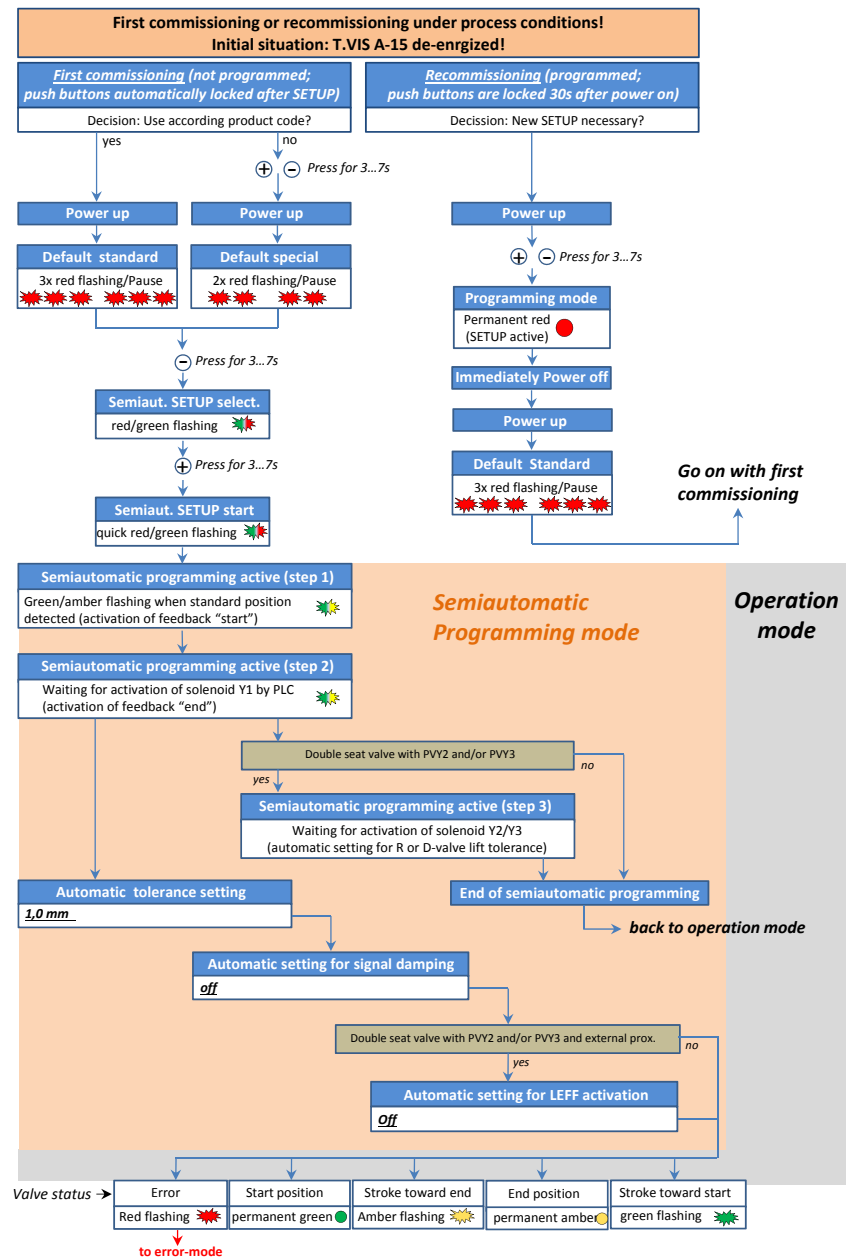 First commissioning or recommissioning under process conditions!
Initial situation: T.VIS A-15 de-enrgized!
First commissioning (not programmed;
push buttons automatically locked after SETUP)
Decision: Use according product code?
Recommissioning (programmed;
push buttons are locked 30s after power on)
Decission: New SETUP necessary?
yes
no
+ − Press for 3...7s
Power up
Power up
Power up
Default standard
3x red flashing/Pause
Default special
2x red flashing/Pause
+ − Press for 3...7s
Programming mode
Permanent red
(SETUP active)
− Press for 3...7s
Immediately Power off
Semiaut. SETUP select.
red/green flashing
Power up
+ Press for 3...7s
Default Standard
3x red flashing/Pause
Go on with first
commissioning
Semiaut. SETUP start
quick red/green flashing
Semiautomatic programming active (step 1)
Green/amber flashing when standard position
detected (activation of feedback "start")
Semiautomatic
Programming mode
Operation
mode
Semiautomatic programming active (step 2)
Waiting for activation of solenoid Y1 by PLC
(activation of feedback "end")
Double seat valve with PVY2 and/or PVY3
yes
no
Semiautomatic programming active (step 3)
Waiting for activation of solenoid Y2/Y3
(automatic setting for R or D-valve lift tolerance)
Automatic tolerance setting
1,0 mm
End of semiautomatic programming
back to operation mode
Automatic setting for signal damping
off
Double seat valve with PVY2 and/or PVY3 and external prox.
no
yes
Automatic setting for LEFF activation
Off
Valve status
Error
Red flashing
Start position
permanent green
Stroke toward end
Amber flashing
End position
permanent amber
Stroke toward start
green flashing
to error-mode